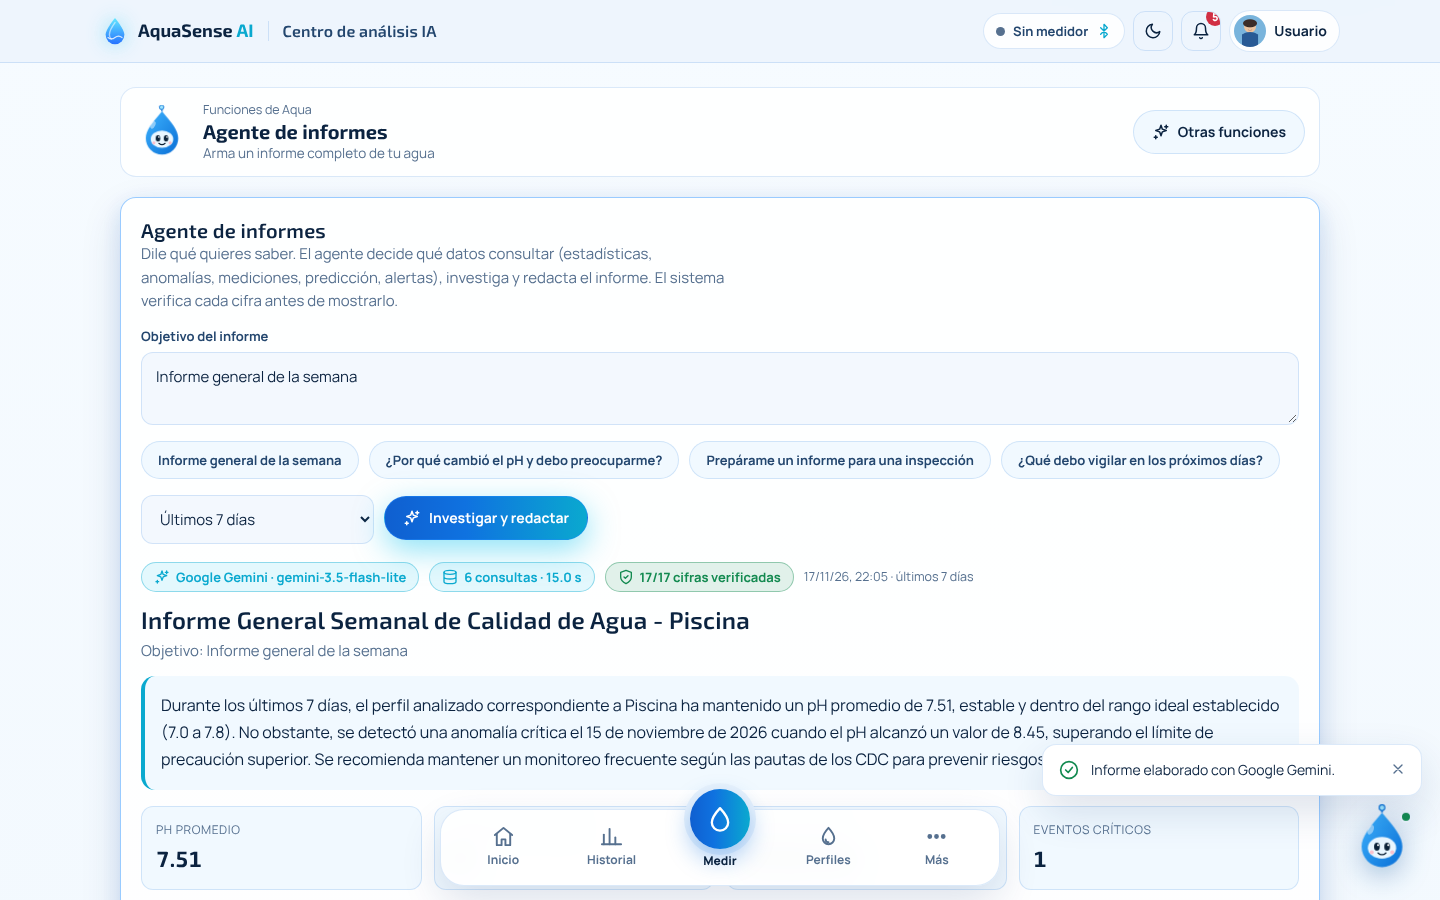 AquaSense AI
Centro de análisis IA
Sin medidor
5
Usuario
Funciones de Aqua
Agente de informes
Arma un informe completo de tu agua
Otras funciones
Agente de informes
Dile qué quieres saber. El agente decide qué datos consultar (estadísticas,
anomalías, mediciones, predicción, alertas), investiga y redacta el informe. El sistema
verifica cada cifra antes de mostrarlo.
Objetivo del informe
Informe general de la semana
Informe general de la semana
¿Por qué cambió el pH y debo preocuparme?
Prepárame un informe para una inspección
¿Qué debo vigilar en los próximos días?
Últimos 7 días
Investigar y redactar
Google Gemini · gemini-3.5-flash-lite
6 consultas · 15.0 s
17/17 cifras verificadas
17/11/26, 22:05 · últimos 7 días
Informe General Semanal de Calidad de Agua - Piscina
Objetivo: Informe general de la semana
Durante los últimos 7 días, el perfil analizado correspondiente a Piscina ha mantenido un pH promedio de 7.51, estable y dentro del rango ideal establecido
(7.0 a 7.8). No obstante, se detectó una anomalía crítica el 15 de noviembre de 2026 cuando el pH alcanzó un valor de 8.45, superando el límite de
precaución superior. Se recomienda mantener un monitoreo frecuente según las pautas de los CDC para prevenir riesgos
Informe elaborado con Google Gemini.
PH PROMEDIO
7.51
EVENTOS CRÍTICOS
1
Inicio
Historial
Medir
Perfiles
Más